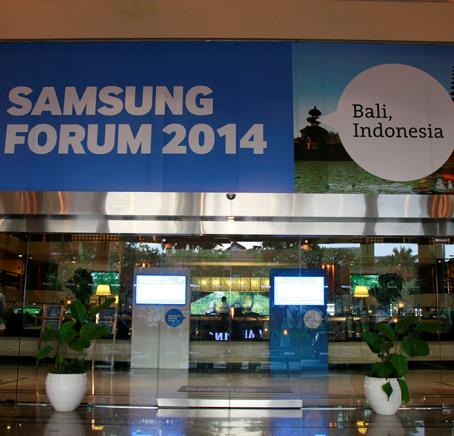 SAMSUNG
FORUM 2014
Bali,
Indonesia